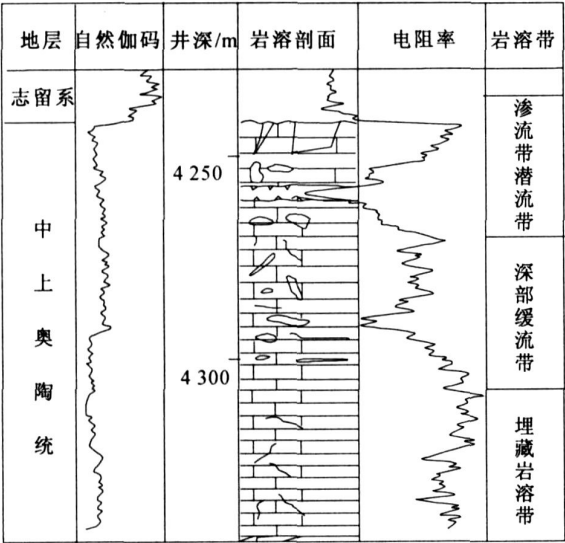 地层 自然伽码 井深/m 岩溶剖面 电阻率 岩溶带
志留系
中上奥陶统
4 250
4 300
渗流带潜流带
深部缓流带
埋藏岩溶带